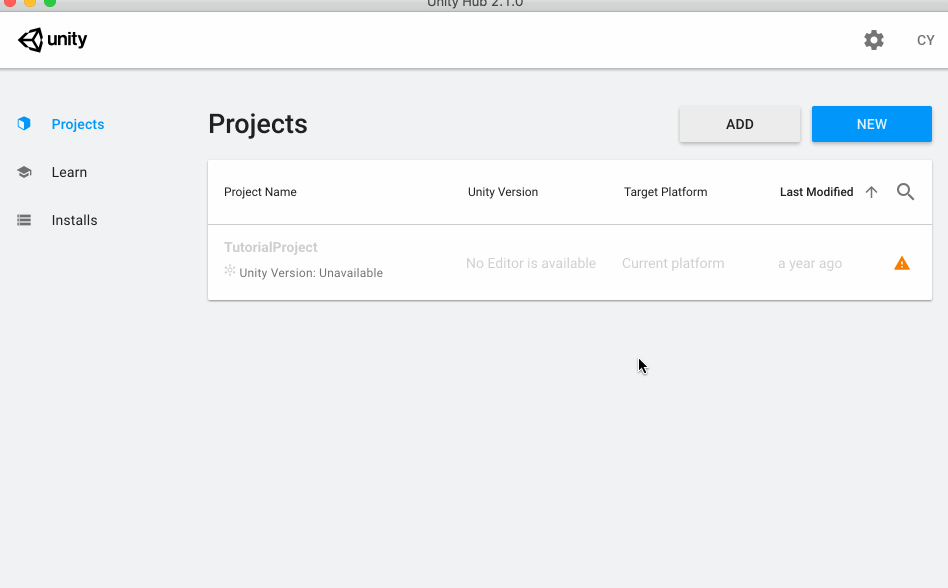 Unity Hub 2.1.0
unity
CY
Projects
Learn
Installs
Projects
ADD
NEW
Project Name
Unity Version
Target Platform
Last Modified
TutorialProject
Unity Version: Unavailable
No Editor is available
Current platform
a year ago